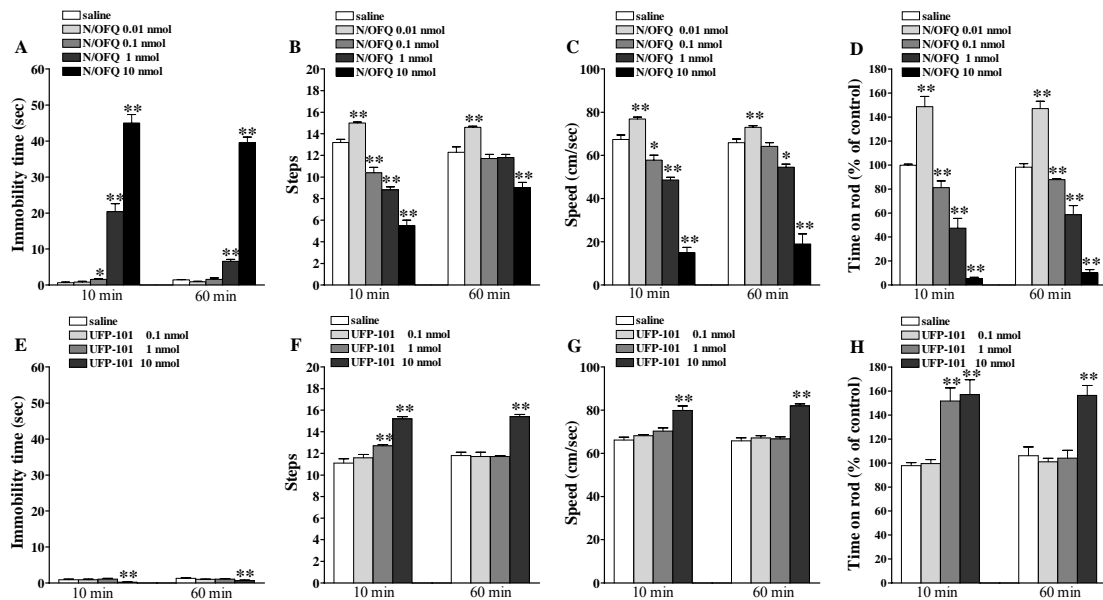 A
saline
N/OFQ 0.01 nmol
N/OFQ 0.1 nmol
N/OFQ 1 nmol
N/OFQ 10 nmol
Immobility time (sec)
60
50
40
30
20
10
0
*
**
**
**
**
10 min
60 min
B
saline
N/OFQ 0.01 nmol
N/OFQ 0.1 nmol
N/OFQ 1 nmol
N/OFQ 10 nmol
Steps
16
14
12
10
8
6
4
2
0
**
**
**
**
**
**
10 min
60 min
C
saline
N/OFQ 0.01 nmol
N/OFQ 0.1 nmol
N/OFQ 1 nmol
N/OFQ 10 nmol
Speed (cm/sec)
100
80
60
40
20
0
**
*
**
**
**
*
**
10 min
60 min
D
saline
N/OFQ 0.01 nmol
N/OFQ 0.1 nmol
N/OFQ 1 nmol
N/OFQ 10 nmol
Time on rod (% of control)
180
160
140
120
100
80
60
40
20
0
**
**
**
**
**
**
**
**
10 min
60 min
E
saline
UFP-101 0.1 nmol
UFP-101 1 nmol
UFP-101 10 nmol
Immobility time (sec)
60
50
40
30
20
10
0
**
**
10 min
60 min
F
saline
UFP-101 0.1 nmol
UFP-101 1 nmol
UFP-101 10 nmol
Steps
18
16
14
12
10
8
6
4
2
0
**
**
**
10 min
60 min
G
saline
UFP-101 0.1 nmol
UFP-101 1 nmol
UFP-101 10 nmol
Speed (cm/sec)
100
80
60
40
20
0
**
**
10 min
60 min
H
saline
UFP-101 0.1 nmol
UFP-101 1 nmol
UFP-101 10 nmol
Time on rod (% of control)
180
160
140
120
100
80
60
40
20
0
**
**
**
10 min
60 min